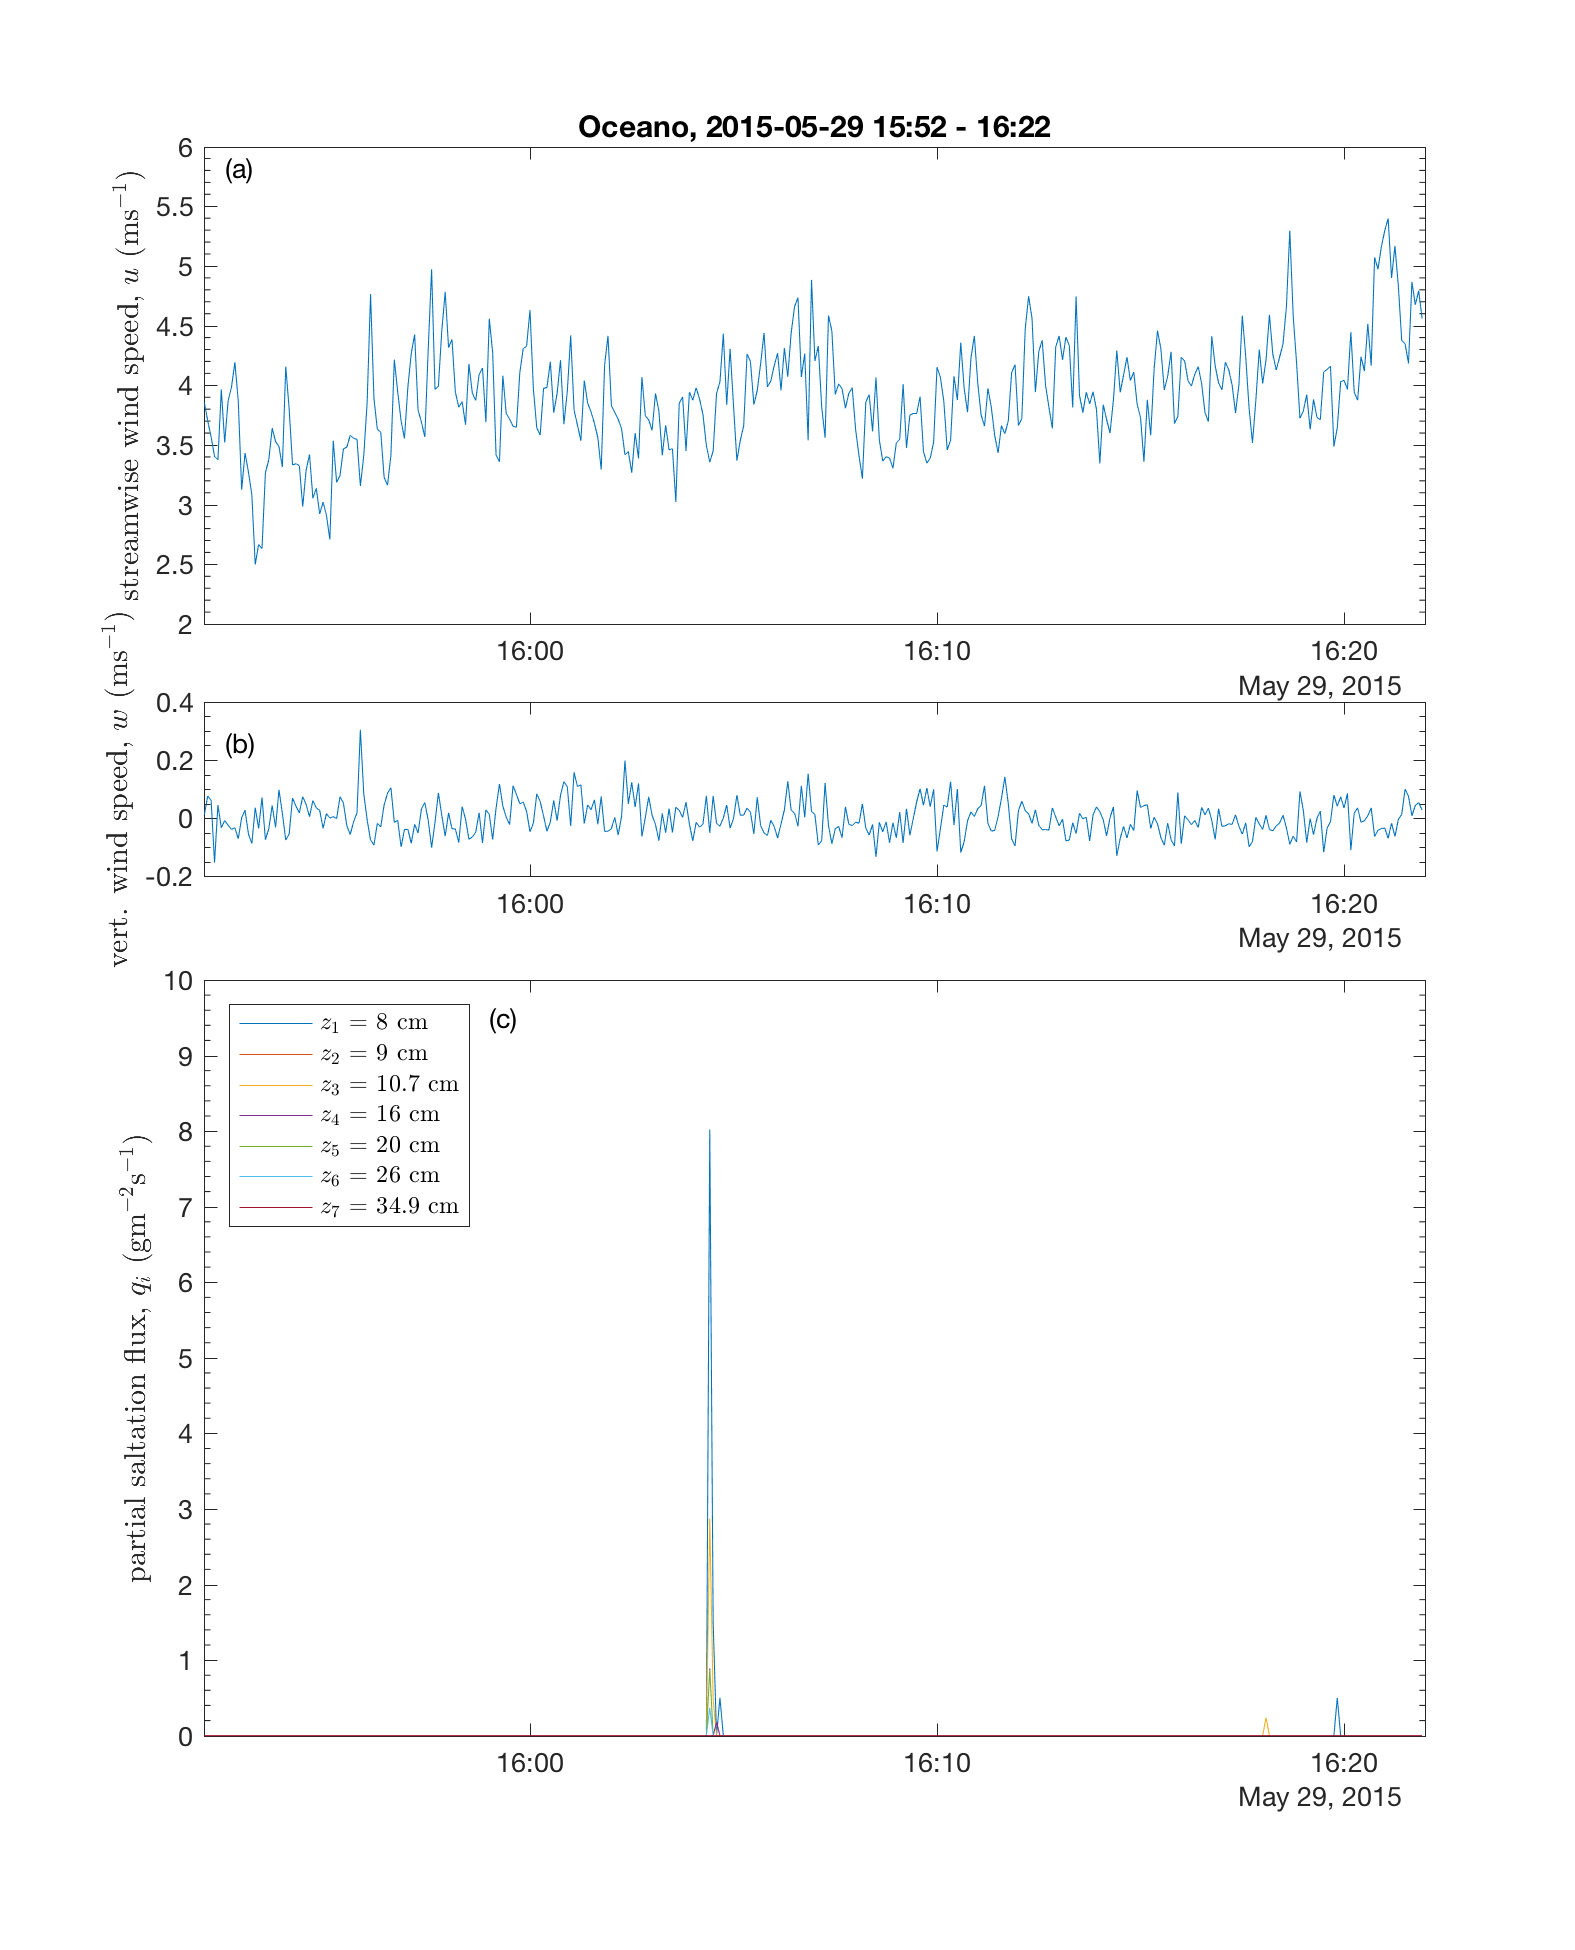 Oceano, 2015-05-29 15:52 - 16:22
(a)
streamwise wind speed, u (ms⁻¹)
6
5.5
5
4.5
4
3.5
3
2.5
2
16:00 16:10 16:20
May 29, 2015
(b)
vert. wind speed, w (ms⁻¹)
0.4
0.2
0
-0.2
16:00 16:10 16:20
May 29, 2015
(c)
partial saltation flux, qᵢ (gm⁻²s⁻¹)
10
9
8
7
6
5
4
3
2
1
0
z₁ = 8 cm
z₂ = 9 cm
z₃ = 10.7 cm
z₄ = 16 cm
z₅ = 20 cm
z₆ = 26 cm
z₇ = 34.9 cm
16:00 16:10 16:20
May 29, 2015